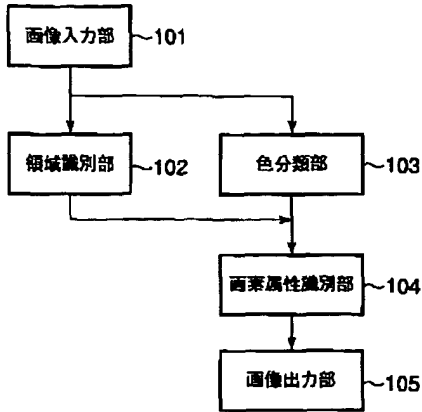 画像入力部 101
領域識別部 102
色分類部 103
画素属性識別部 104
画像出力部 105